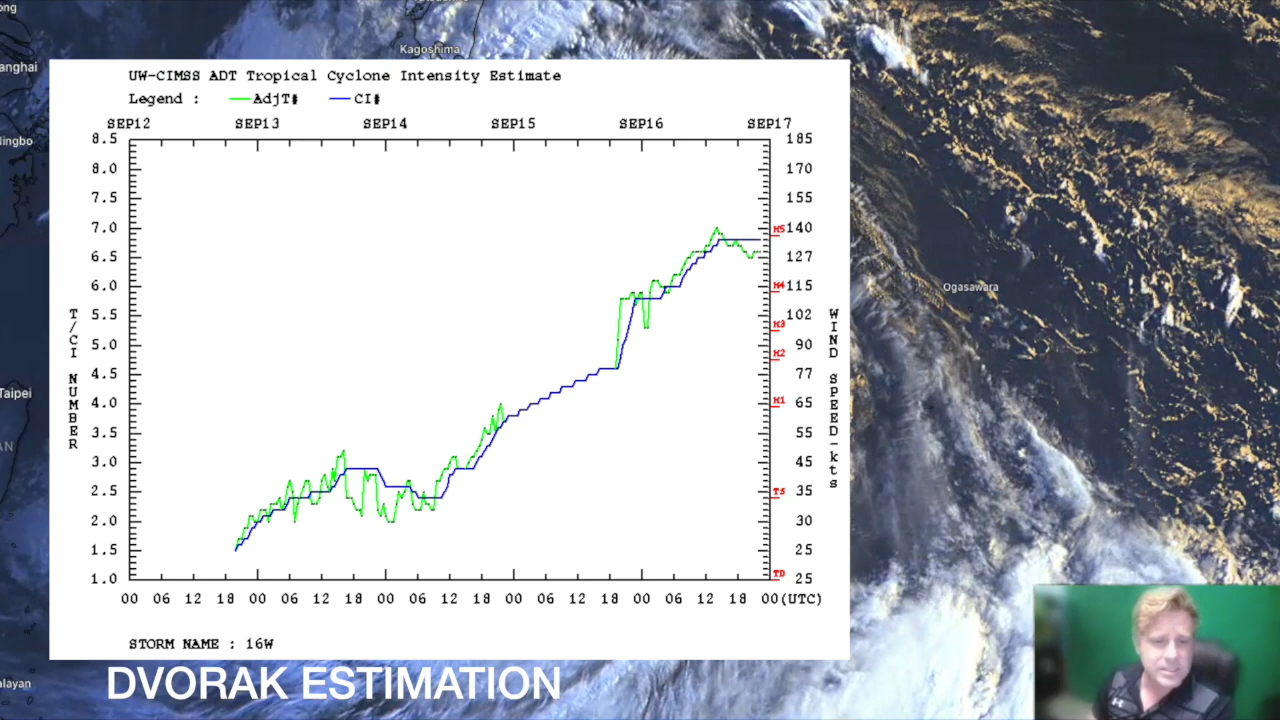 ong
Kagoshima
anghai
UW-CIMSS ADT Tropical Cyclone Intensity Estimate
Legend : AdjT# CI#
SEP12 SEP13 SEP14 SEP15 SEP16 SEP17
8.5 185
Ningbo
8.0 170
7.5 155
7.0 H5 140
6.5 127
6.0 H4 115
Ogasawara
5.5 H3 102
5.0 H2 90
4.5 77
Taipei
4.0 H1 65
3.5 55
AN
3.0 45
2.5 TS 35
2.0 30
1.5 25
1.0 TD 25
T/CI NUMBER
WIND SPEED-kts
00 06 12 18 00 06 12 18 00 06 12 18 00 06 12 18 00 06 12 18 00(UTC)
STORM NAME : 16W
DVORAK ESTIMATION
alayan